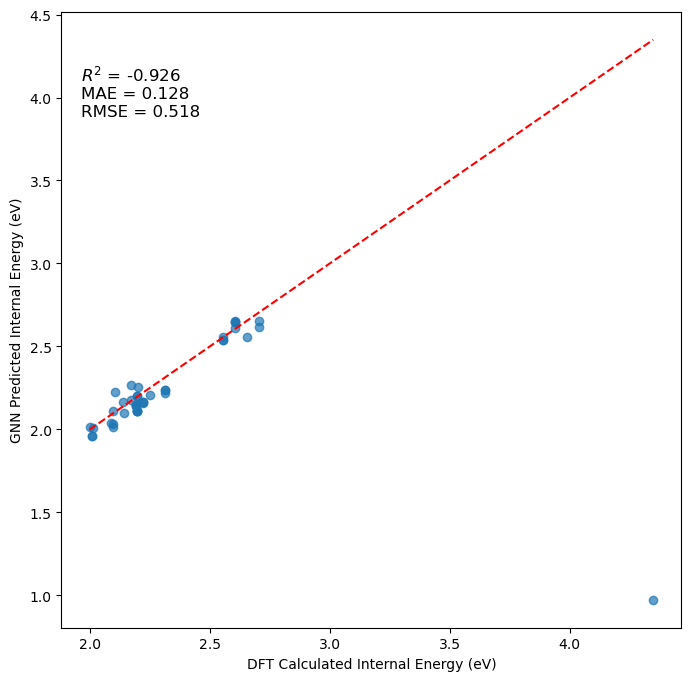 4.5
4.0
3.5
3.0
2.5
2.0
1.5
1.0
GNN Predicted Internal Energy (eV)
R² = -0.926
MAE = 0.128
RMSE = 0.518
2.0 2.5 3.0 3.5 4.0
DFT Calculated Internal Energy (eV)